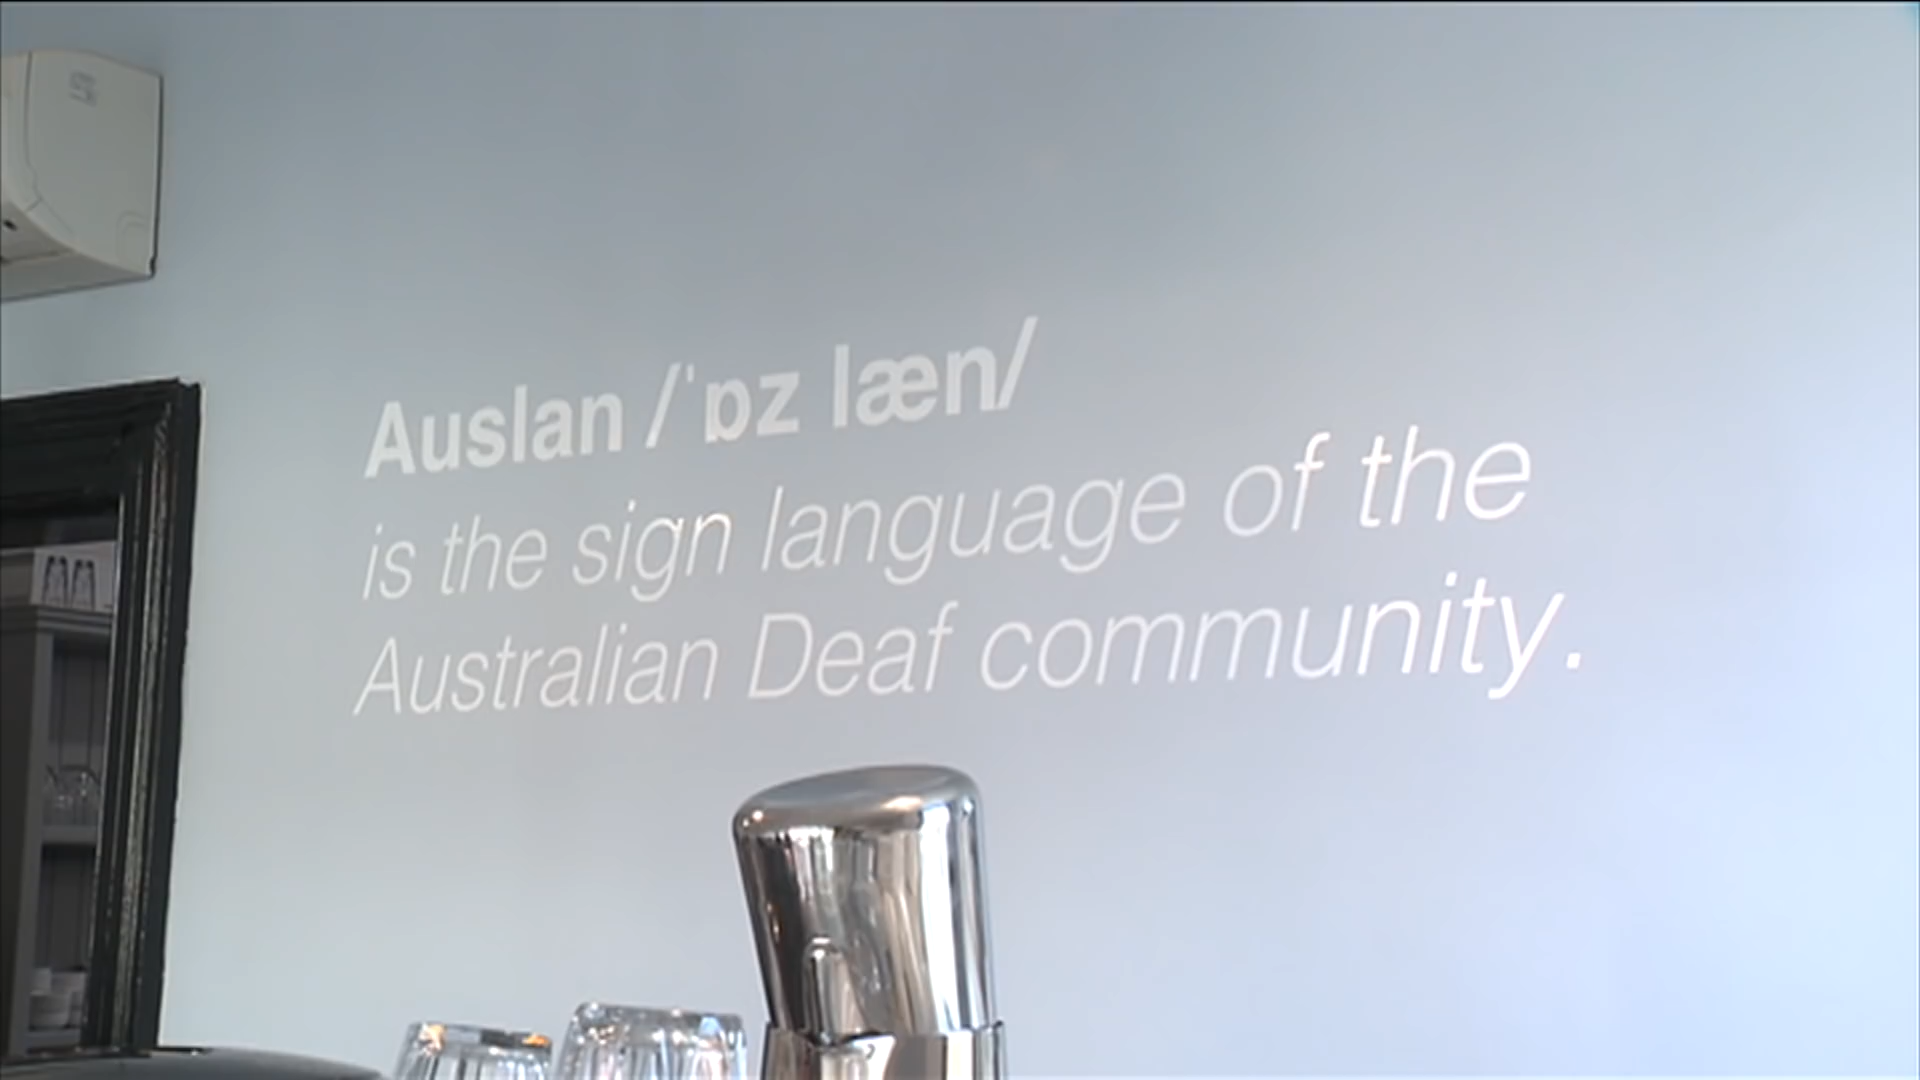 Auslan /ˈɒz læn/
is the sign language of the
Australian Deaf community.